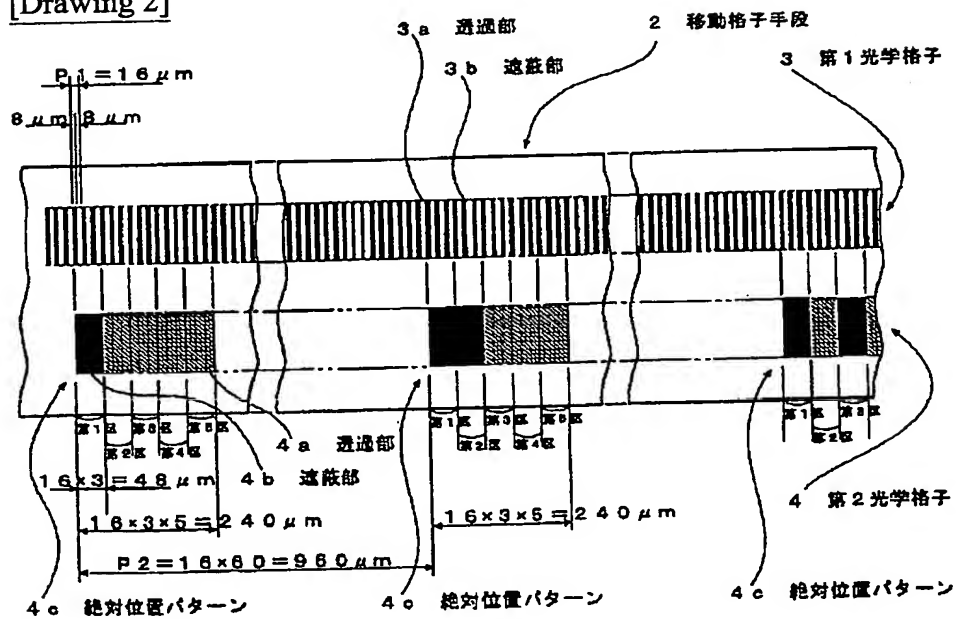 [Drawing 2]
3a 透過部
2 移動格子手段
3b 遮蔽部
3 第1光学格子
P1=16μm
8μm 8μm
第1区 第3区 第5区
第2区 第4区
第1区 第3区 第5区
第2区 第4区
第1区 第3区
第2区
4a 透過部
4b 遮蔽部
16×3=48μm
4 第2光学格子
16×3×5=240μm
16×3×5=240μm
P2=16×60=960μm
4c 絶対位置パターン
4c 絶対位置パターン
4c 絶対位置パターン